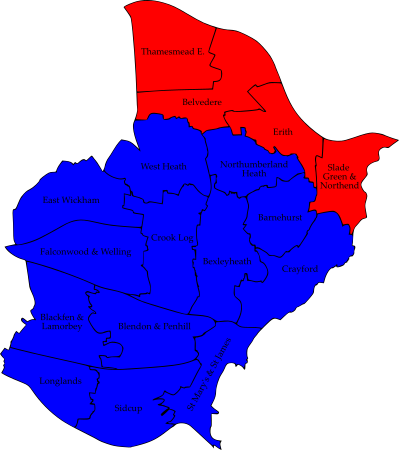 Thamesmead E.
Belvedere
Erith
Slade
Green &
Northend
West Heath
Northumberland
Heath
East Wickham
Barnehurst
Crook Log
Falconwood & Welling
Bexleyheath
Crayford
Blackfen &
Lamorbey
Blendon & Penhill
St Mary's & St James
Longlands
Sidcup